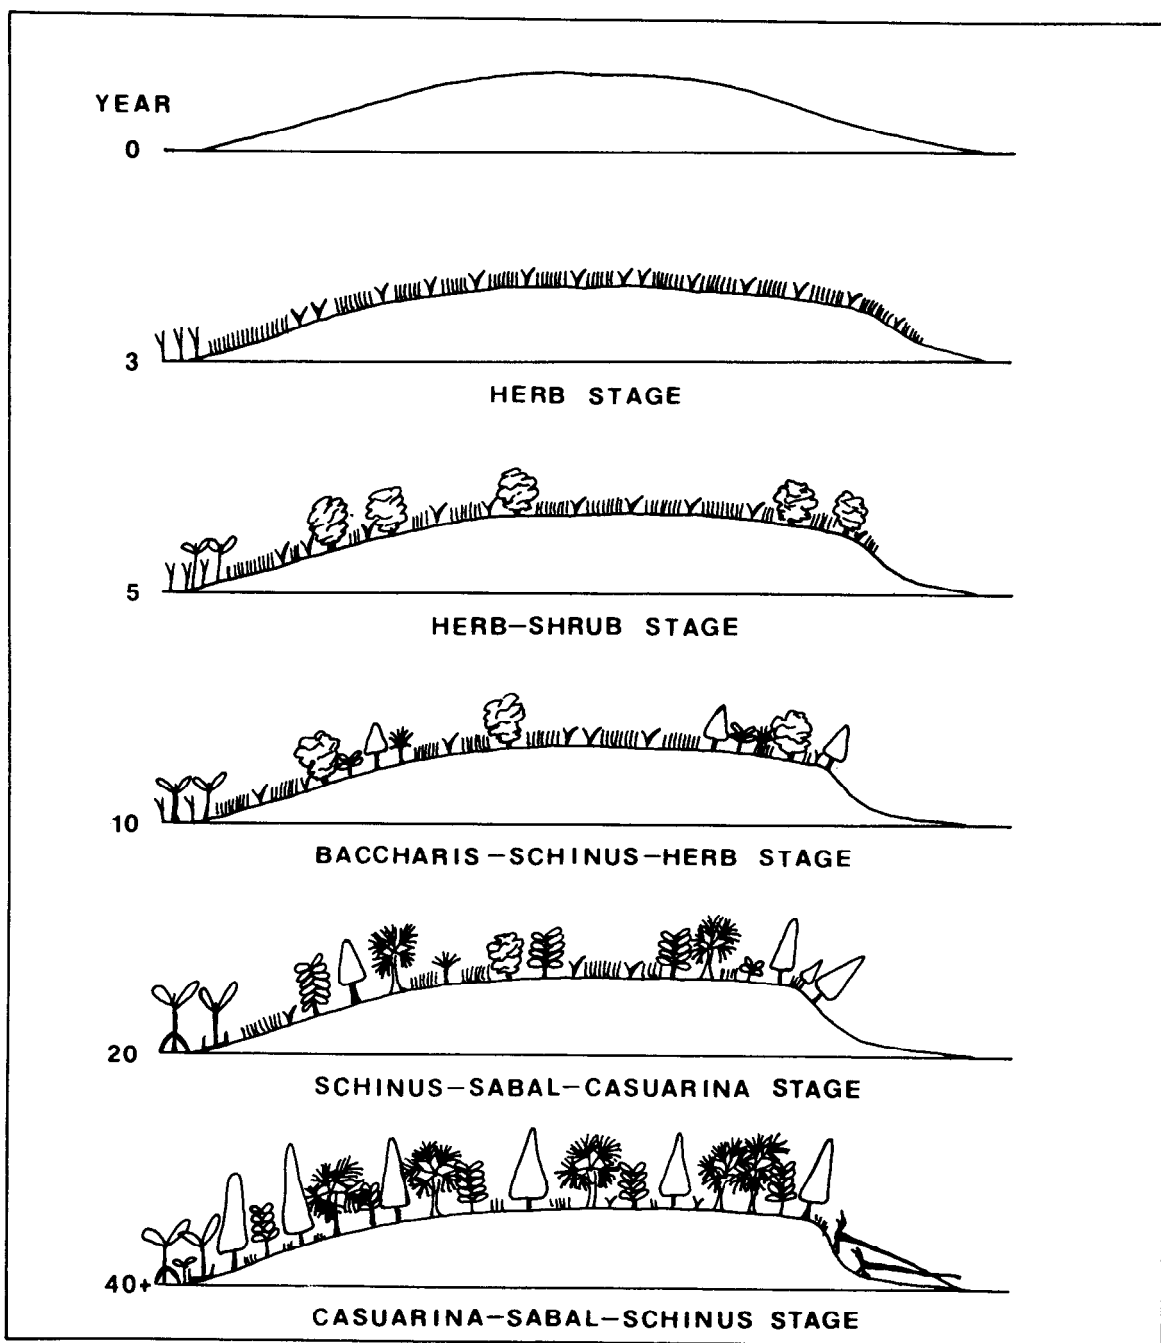 YEAR
0
3
HERB STAGE
5
HERB–SHRUB STAGE
10
BACCHARIS–SCHINUS–HERB STAGE
20
SCHINUS–SABAL–CASUARINA STAGE
40+
CASUARINA–SABAL–SCHINUS STAGE